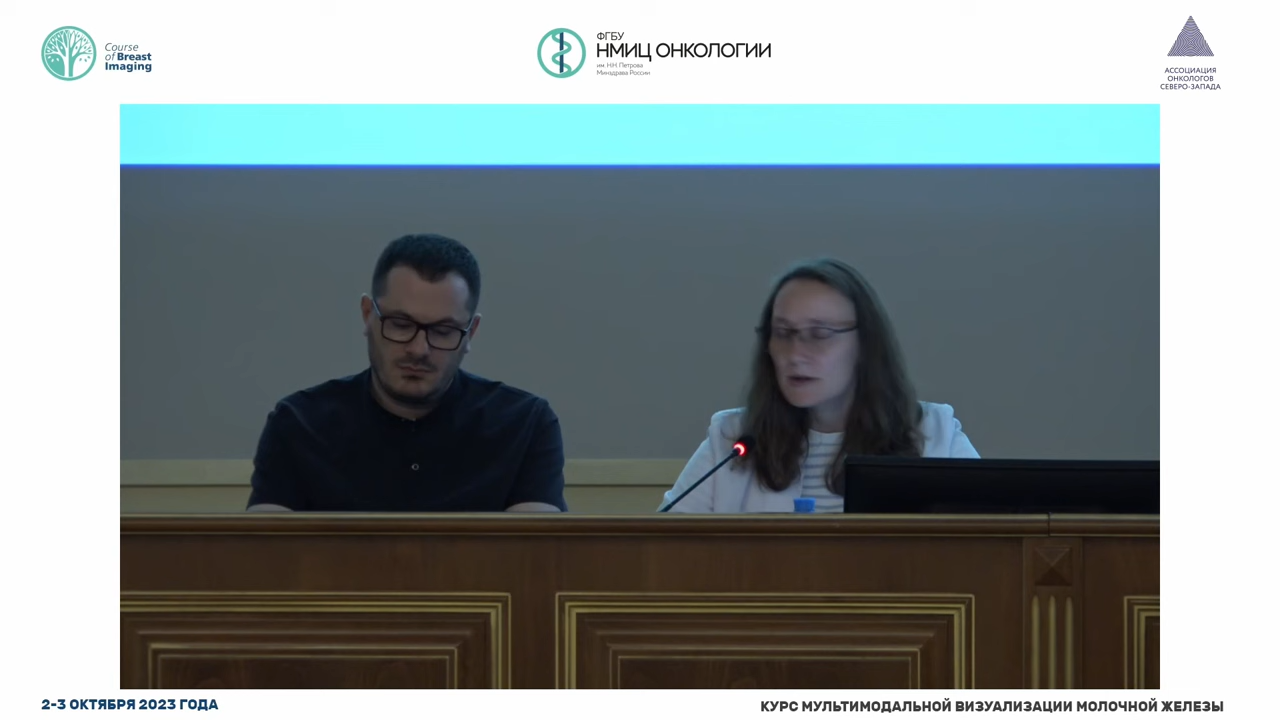 Course
of Breast
Imaging
ФГБУ
НМИЦ ОНКОЛОГИИ
им. Н.Н. Петрова
Минздрава России
АССОЦИАЦИЯ
ОНКОЛОГОВ
СЕВЕРО-ЗАПАДА
2-3 ОКТЯБРЯ 2023 ГОДА
КУРС МУЛЬТИМОДАЛЬНОЙ ВИЗУАЛИЗАЦИИ МОЛОЧНОЙ ЖЕЛЕЗЫ